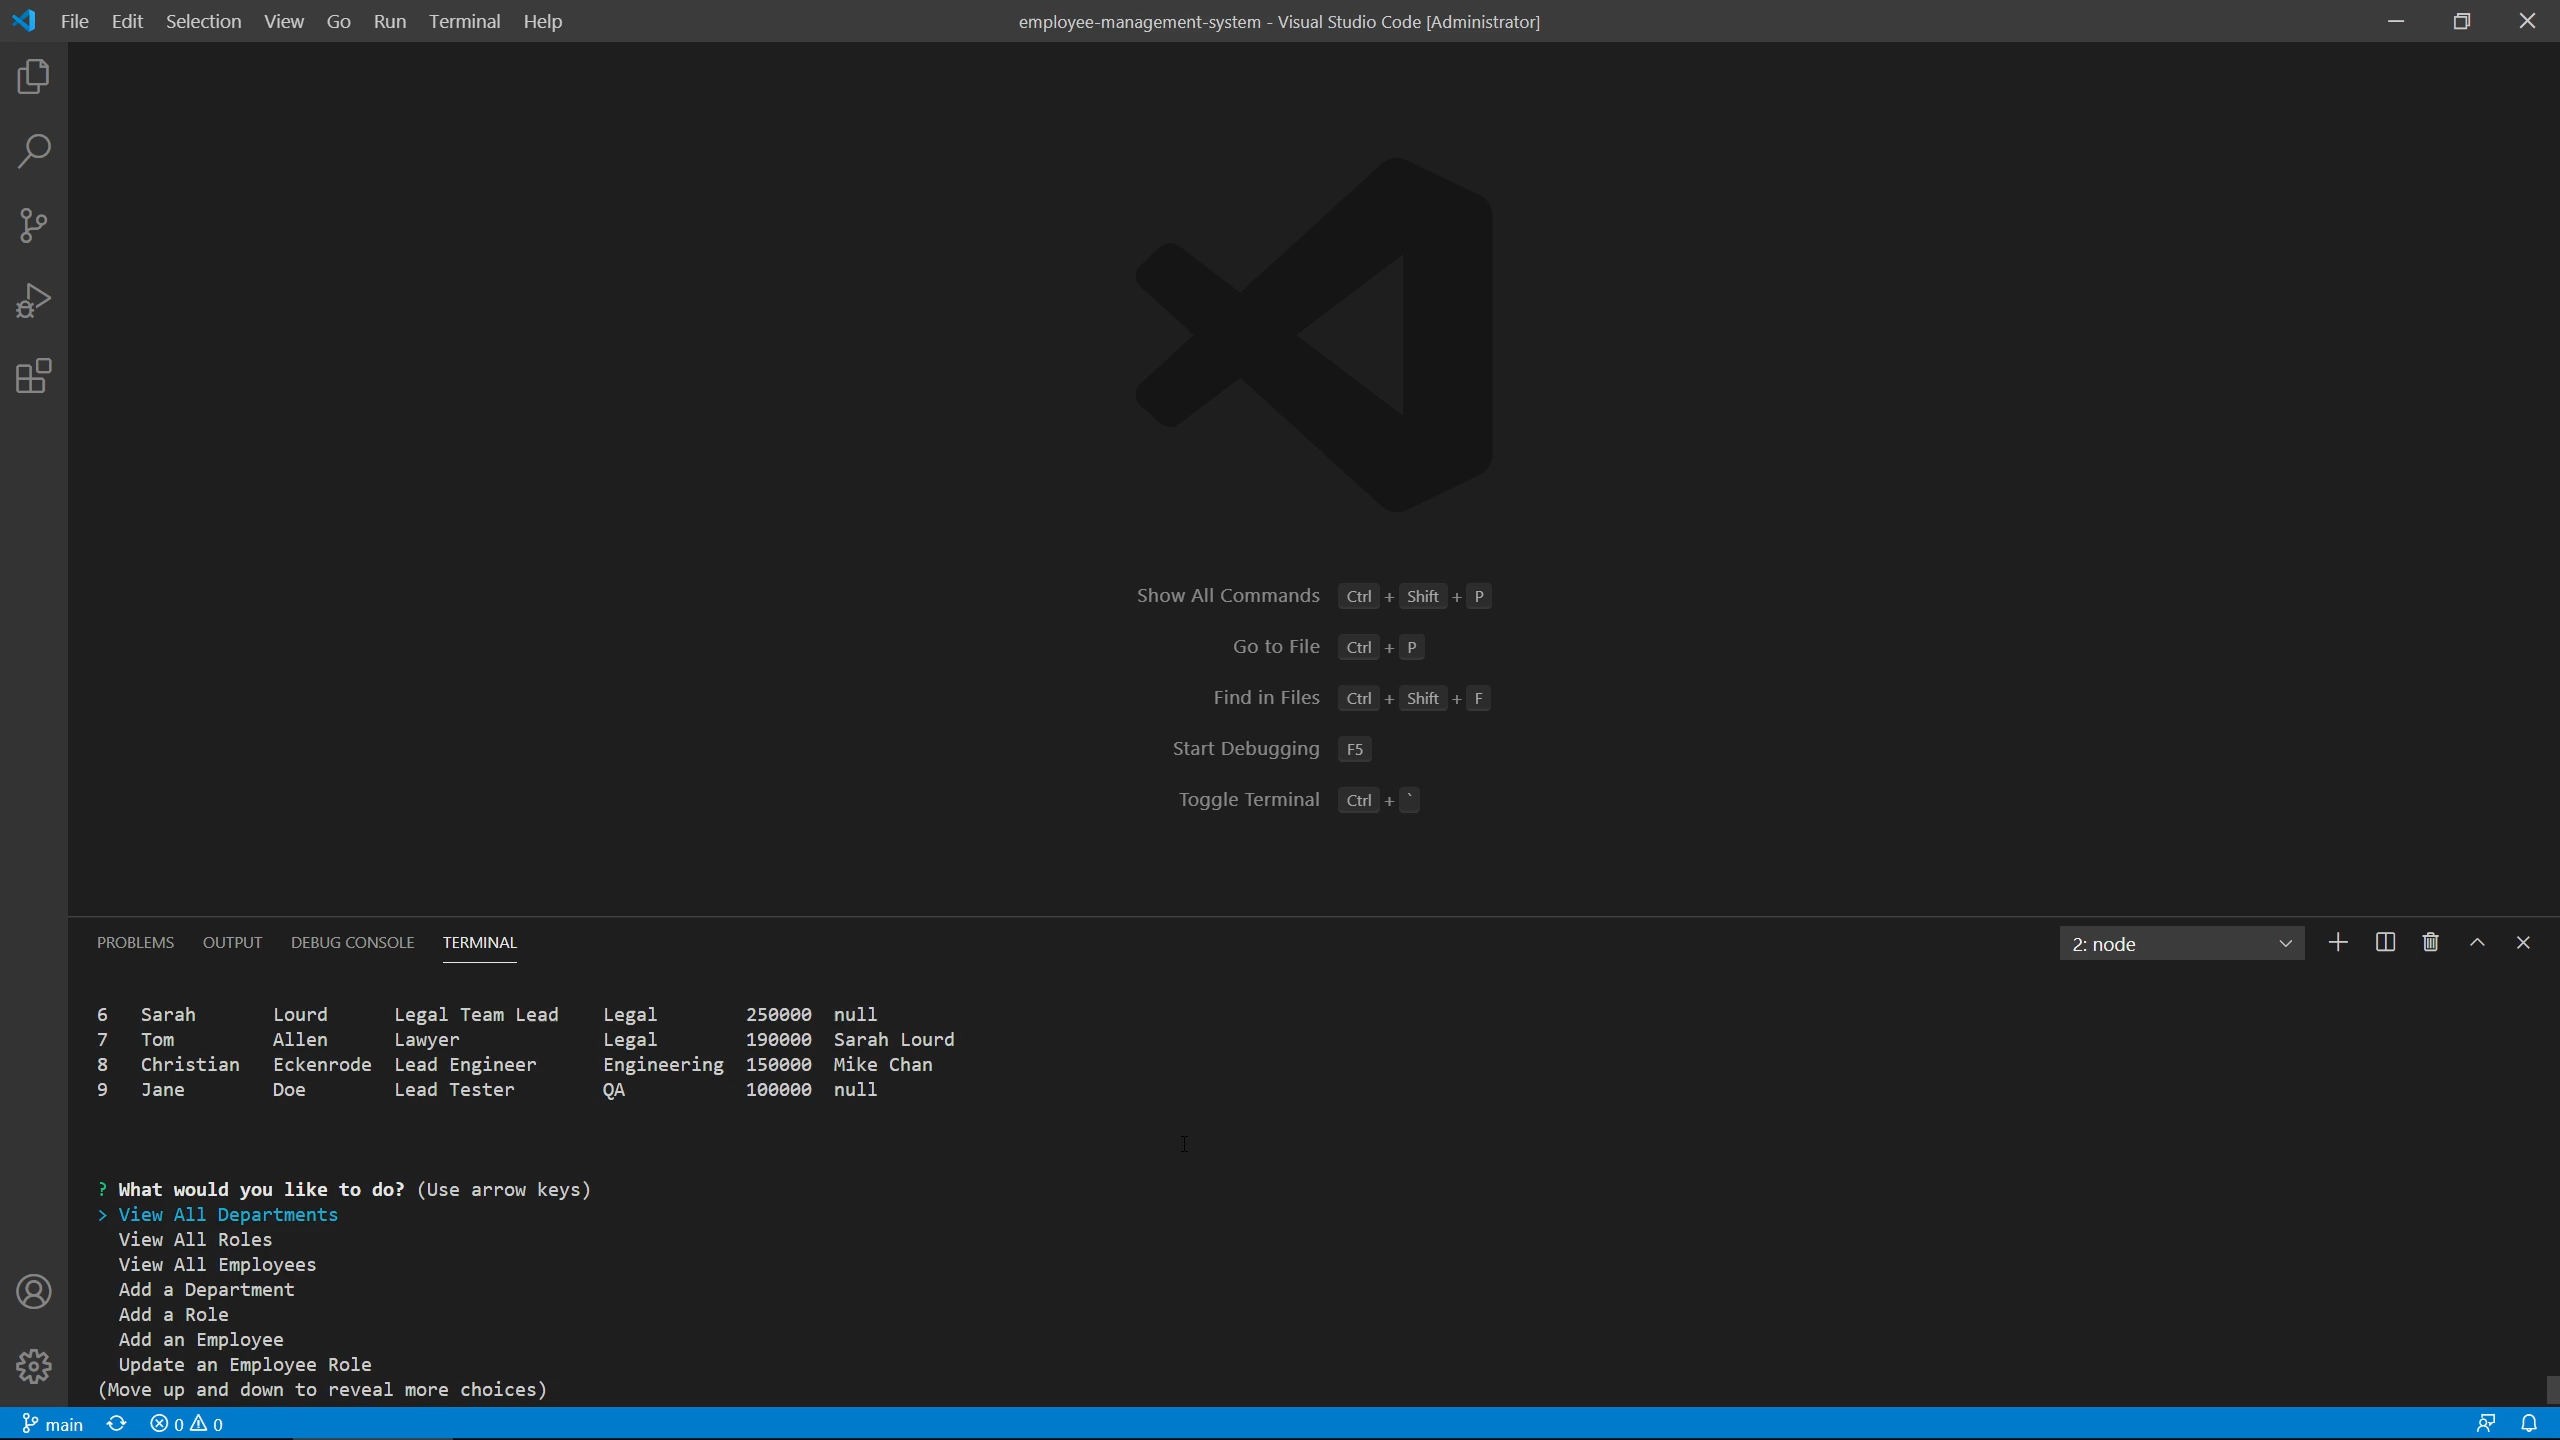 File Edit Selection View Go Run Terminal Help employee-management-system - Visual Studio Code [Administrator]
Show All Commands Ctrl + Shift + P
Go to File Ctrl + P
Find in Files Ctrl + Shift + F
Start Debugging F5
Toggle Terminal Ctrl + `
PROBLEMS OUTPUT DEBUG CONSOLE TERMINAL 2: node
6 Sarah Lourd Legal Team Lead Legal 250000 null
7 Tom Allen Lawyer Legal 190000 Sarah Lourd
8 Christian Eckenrode Lead Engineer Engineering 150000 Mike Chan
9 Jane Doe Lead Tester QA 100000 null
? What would you like to do? (Use arrow keys)
> View All Departments
View All Roles
View All Employees
Add a Department
Add a Role
Add an Employee
Update an Employee Role
(Move up and down to reveal more choices)
main 0 0